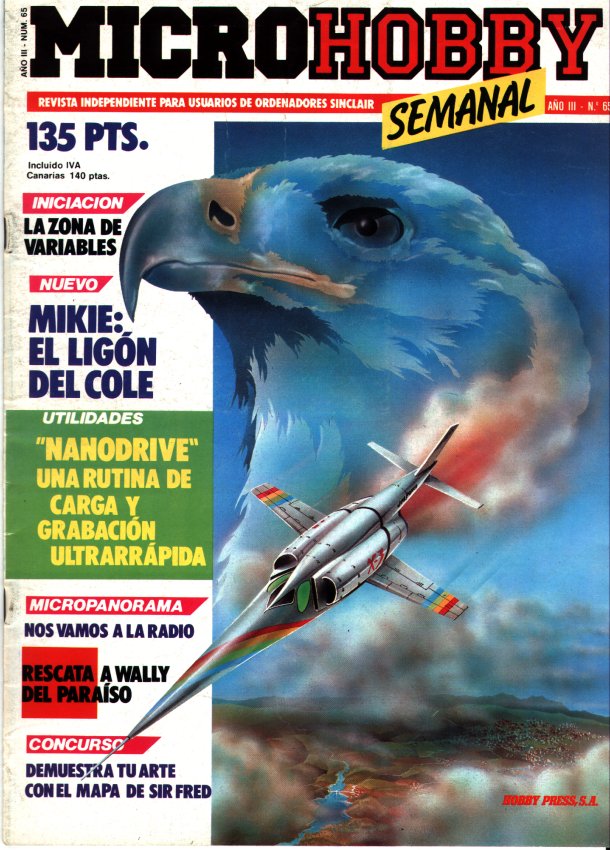 AÑO III - NUM. 65
MICROHOBBY
REVISTA INDEPENDIENTE PARA USUARIOS DE ORDENADORES SINCLAIR
SEMANAL
AÑO III - N.º 65
135 PTS.
Incluido IVA
Canarias 140 ptas.
INICIACION
LA ZONA DE
VARIABLES
NUEVO
MIKIE:
EL LIGÓN
DEL COLE
UTILIDADES
"NANODRIVE"
UNA RUTINA DE
CARGA Y
GRABACIÓN
ULTRARRÁPIDA
MICROPANORAMA
NOS VAMOS A LA RADIO
RESCATA A WALLY
DEL PARAÍSO
CONCURSO
DEMUESTRA TU ARTE
CON EL MAPA DE SIR FRED
X-3
HOBBY PRESS, S.A.